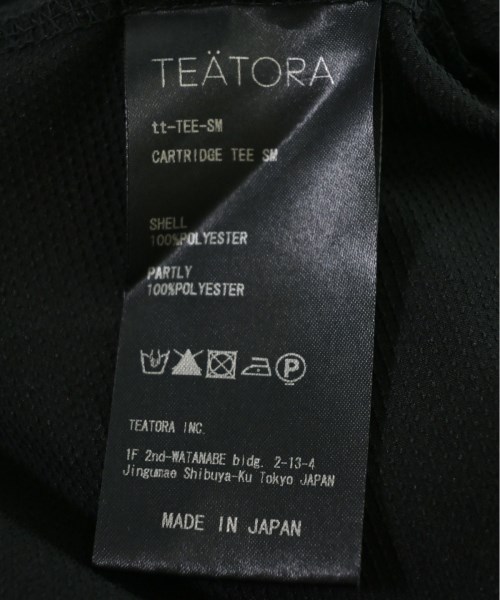 TEÄTORA
tt-TEE-SM
CARTRIDGE TEE SM
SHELL
100%POLYESTER
PARTLY
100%POLYESTER
P
TEATORA INC.
1F 2nd-WATANABE bldg. 2-13-4
Jingumae Shibuya-Ku Tokyo JAPAN
MADE IN JAPAN